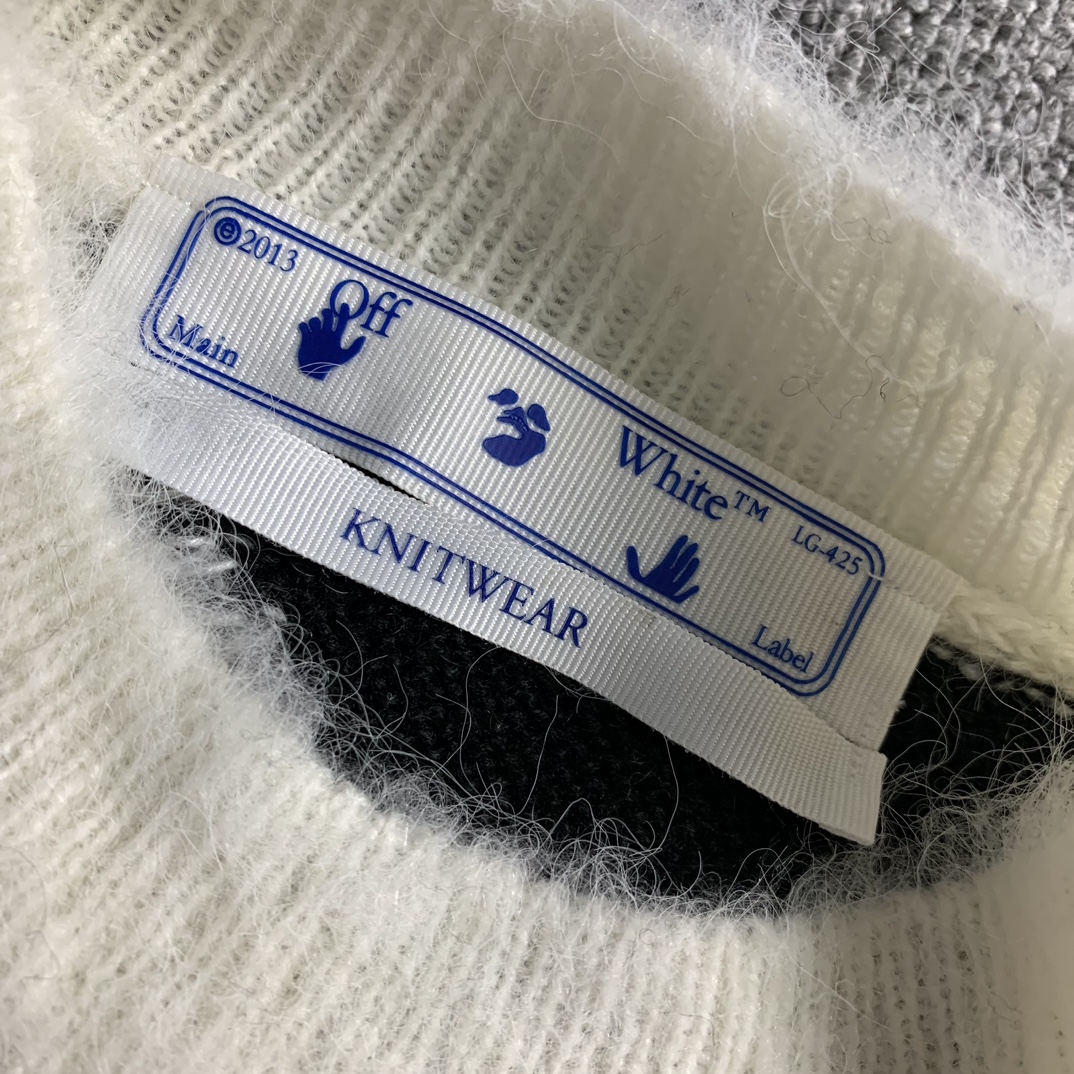 ©2013
Off
Main
White™
LG-425
Label
KNITWEAR